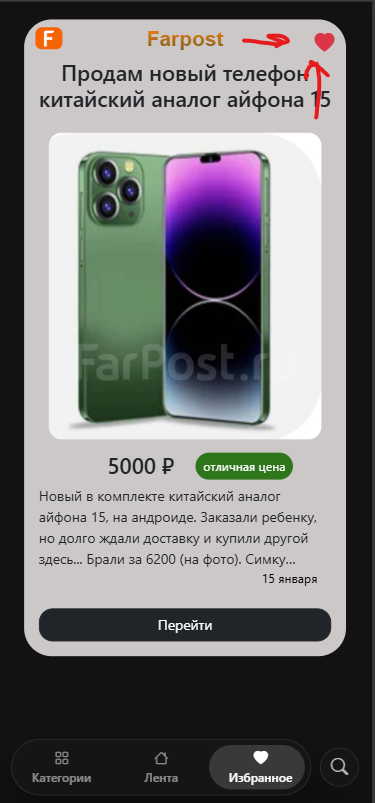 F
Farpost
Продам новый телефон
китайский аналог айфона 15
FarPost.ru
5000 ₽
отличная цена
Новый в комплекте китайский аналог
айфона 15, на андроиде. Заказали ребенку,
но долго ждали доставку и купили другой
здесь... Брали за 6200 (на фото). Симку...
15 января
Перейти
Категории
Лента
Избранное